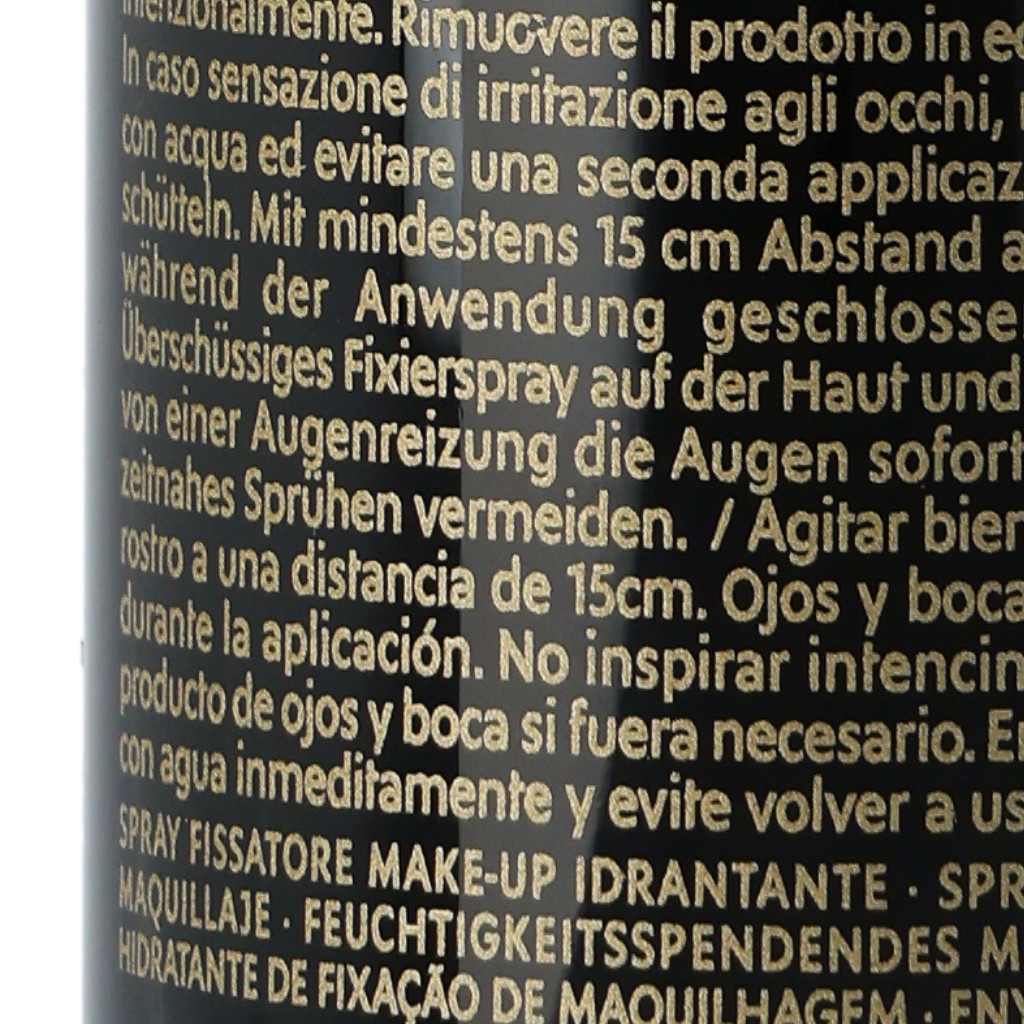 intenzionalmente. Rimuovere il prodotto in
In caso sensazione di irritazione agli occhi,
con acqua ed evitare una seconda applicaz
schütteln. Mit mindestens 15 cm Abstand a
während der Anwendung geschlosse
Überschüssiges Fixierspray auf der Haut und
von einer Augenreizung die Augen sofort
zeitnahes Sprühen vermeiden. / Agitar bien
rostro a una distancia de 15cm. Ojos y boca
durante la aplicación. No inspirar intencin
producto de ojos y boca si fuera necesario. E
con agua inmeditamente y evite volver a us
SPRAY FISSATORE MAKE-UP IDRANTANTE · SPR
MAQUILLAJE · FEUCHTIGKEITSSPENDENDES M
HIDRATANTE DE FIXAÇÃO DE MAQUILHAGEM ·